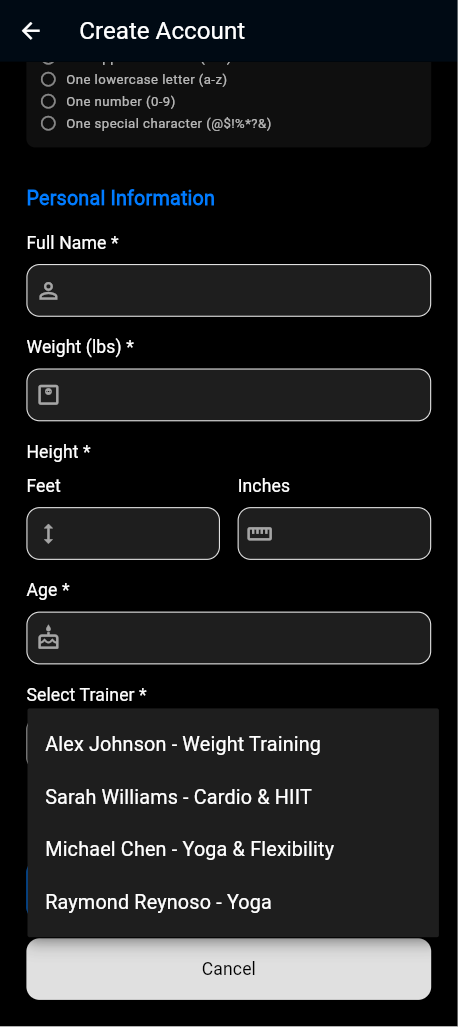 Create Account
One lowercase letter (a-z)
One number (0-9)
One special character (@$!%*?&)
Personal Information
Full Name *
Weight (lbs) *
Height *
Feet Inches
Age *
Select Trainer *
Alex Johnson - Weight Training
Sarah Williams - Cardio & HIIT
Michael Chen - Yoga & Flexibility
Raymond Reynoso - Yoga
Cancel